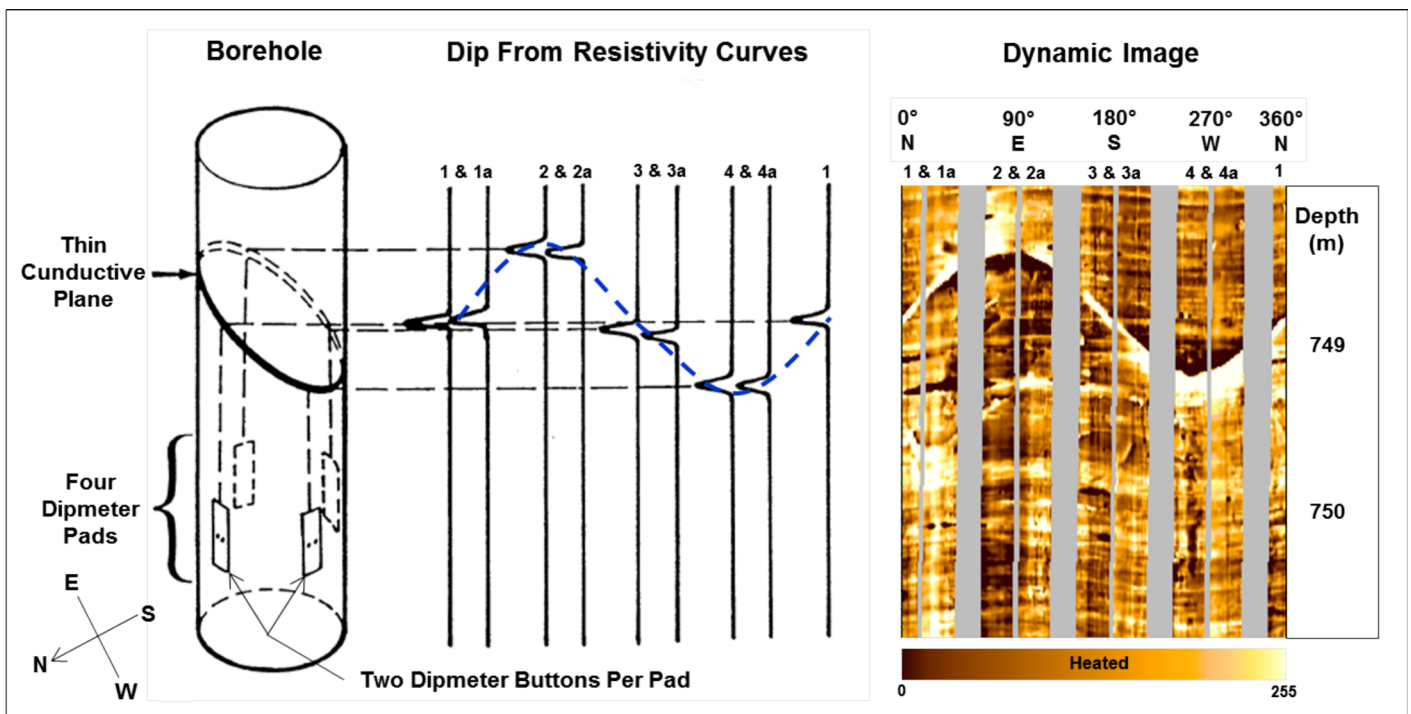 Borehole
Dip From Resistivity Curves
Dynamic Image
0° 90° 180° 270° 360°
N E S W N
1 & 1a 2 & 2a 3 & 3a 4 & 4a 1
1 & 1a 2 & 2a 3 & 3a 4 & 4a 1
Depth
(m)
Thin
Cunductive
Plane
749
Four
Dipmeter
Pads
750
E
S
N
W
Two Dipmeter Buttons Per Pad
Heated
0 255